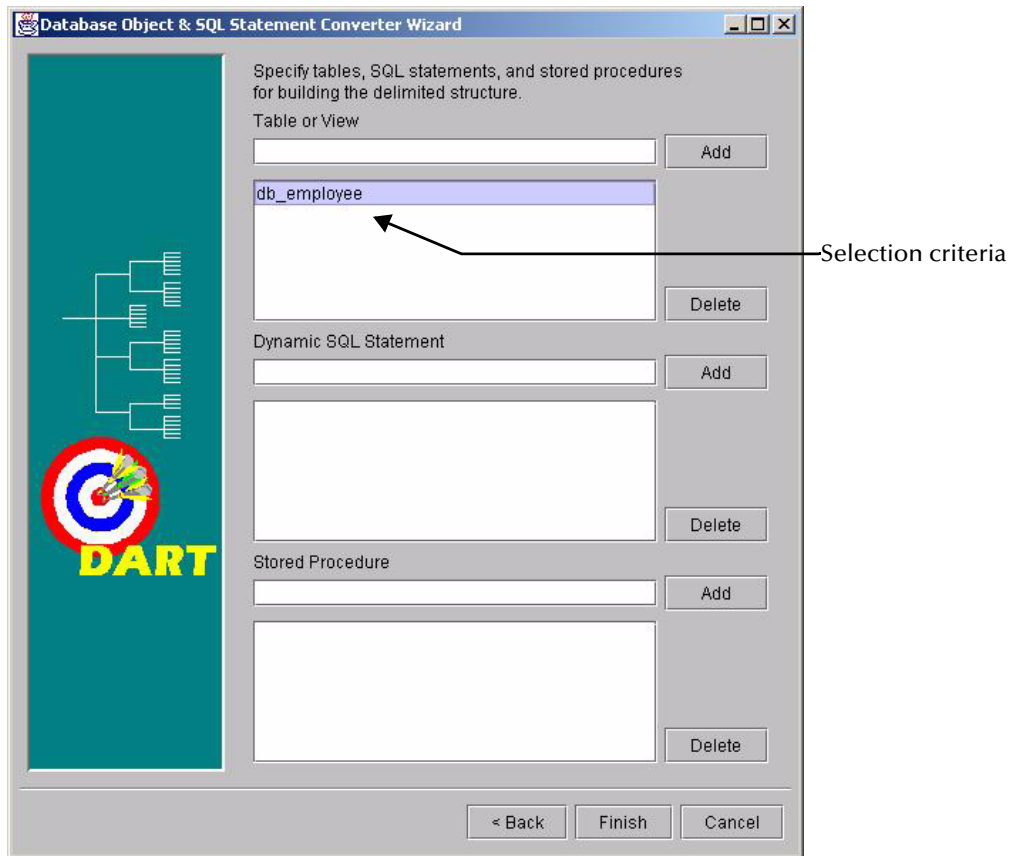 Database Object & SQL Statement Converter Wizard
Specify tables, SQL statements, and stored procedures
for building the delimited structure.
Table or View
Add
db_employee
Selection criteria
Delete
Dynamic SQL Statement
Add
Delete
DART
Stored Procedure
Add
Delete
< Back Finish Cancel